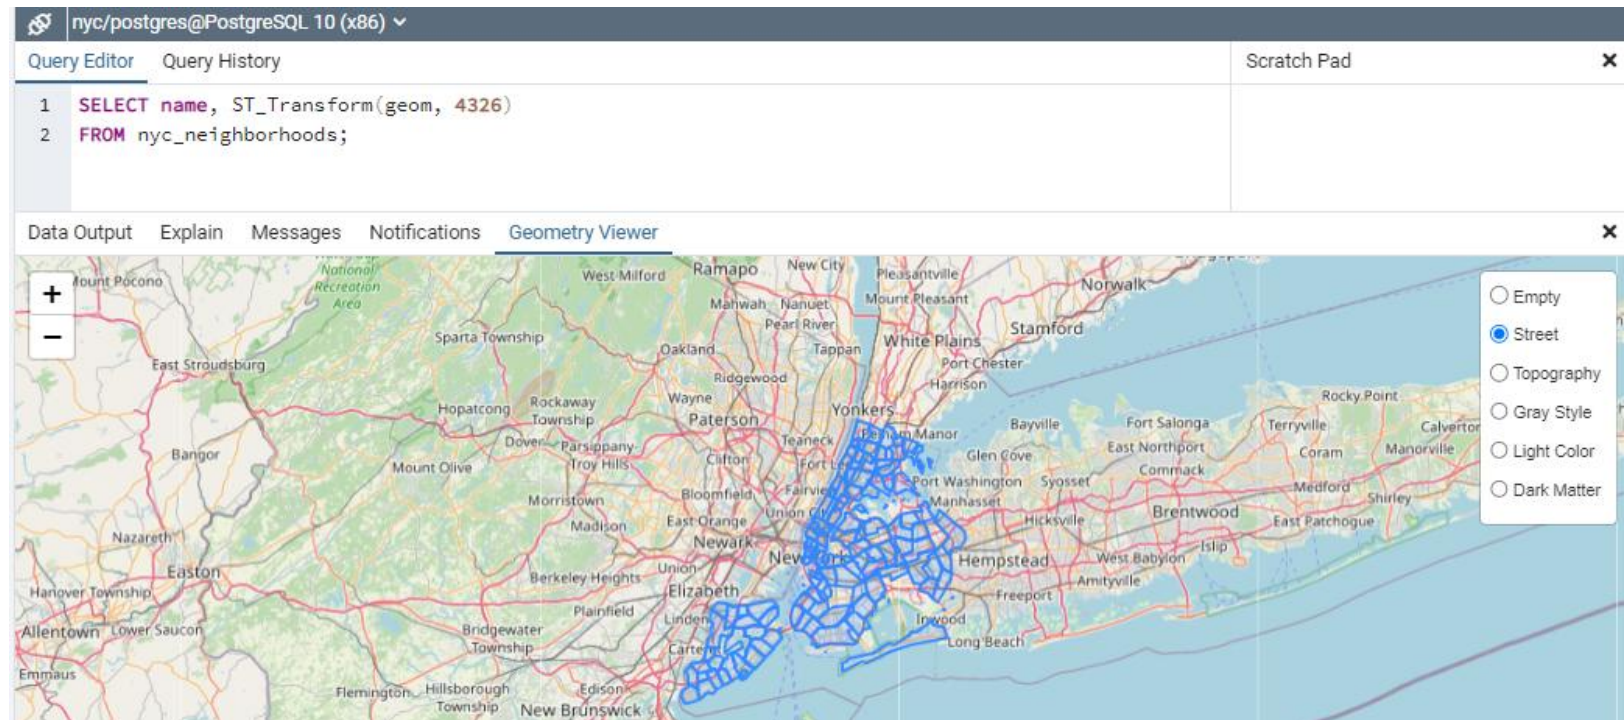 nyc/postgres@PostgreSQL 10 (x86)
Query Editor Query History
Scratch Pad
1 SELECT name, ST_Transform(geom, 4326)
2 FROM nyc_neighborhoods;
Data Output Explain Messages Notifications Geometry Viewer
+
−
Empty
Street
Topography
Gray Style
Light Color
Dark Matter
National
Recreation
Area
Mount Pocono
West Milford
Ramapo
New City
Pleasantville
Norwalk
Mahwah
Nanuet
Mount Pleasant
Pearl River
Stamford
Sparta Township
Oakland
Tappan
White Plains
East Stroudsburg
Port Chester
Ridgewood
Harrison
Hopatcong
Rockaway
Township
Wayne
Yonkers
Rocky Point
Paterson
Bayville
Fort Salonga
Terryville
Dover
Parsippany-
Troy Hills
Teaneck
Manor
East Northport
Bangor
Mount Olive
Clifton
Glen Cove
Commack
Coram
Manorville
Port Washington
Syosset
Morristown
Bloomfield
Manhasset
Medford
Shirley
Madison
East Orange
Union
Hicksville
Brentwood
East Patchogue
Nazareth
Newark
Islip
Easton
Berkeley Heights
Union
Hempstead
West Babylon
Hanover Township
Elizabeth
Amityville
Freeport
Plainfield
Linden
Inwood
Allentown
Lower Saucon
Bridgewater
Township
Long Beach
Emmaus
Flemington
Hillsborough
Township
Edison
New Brunswick